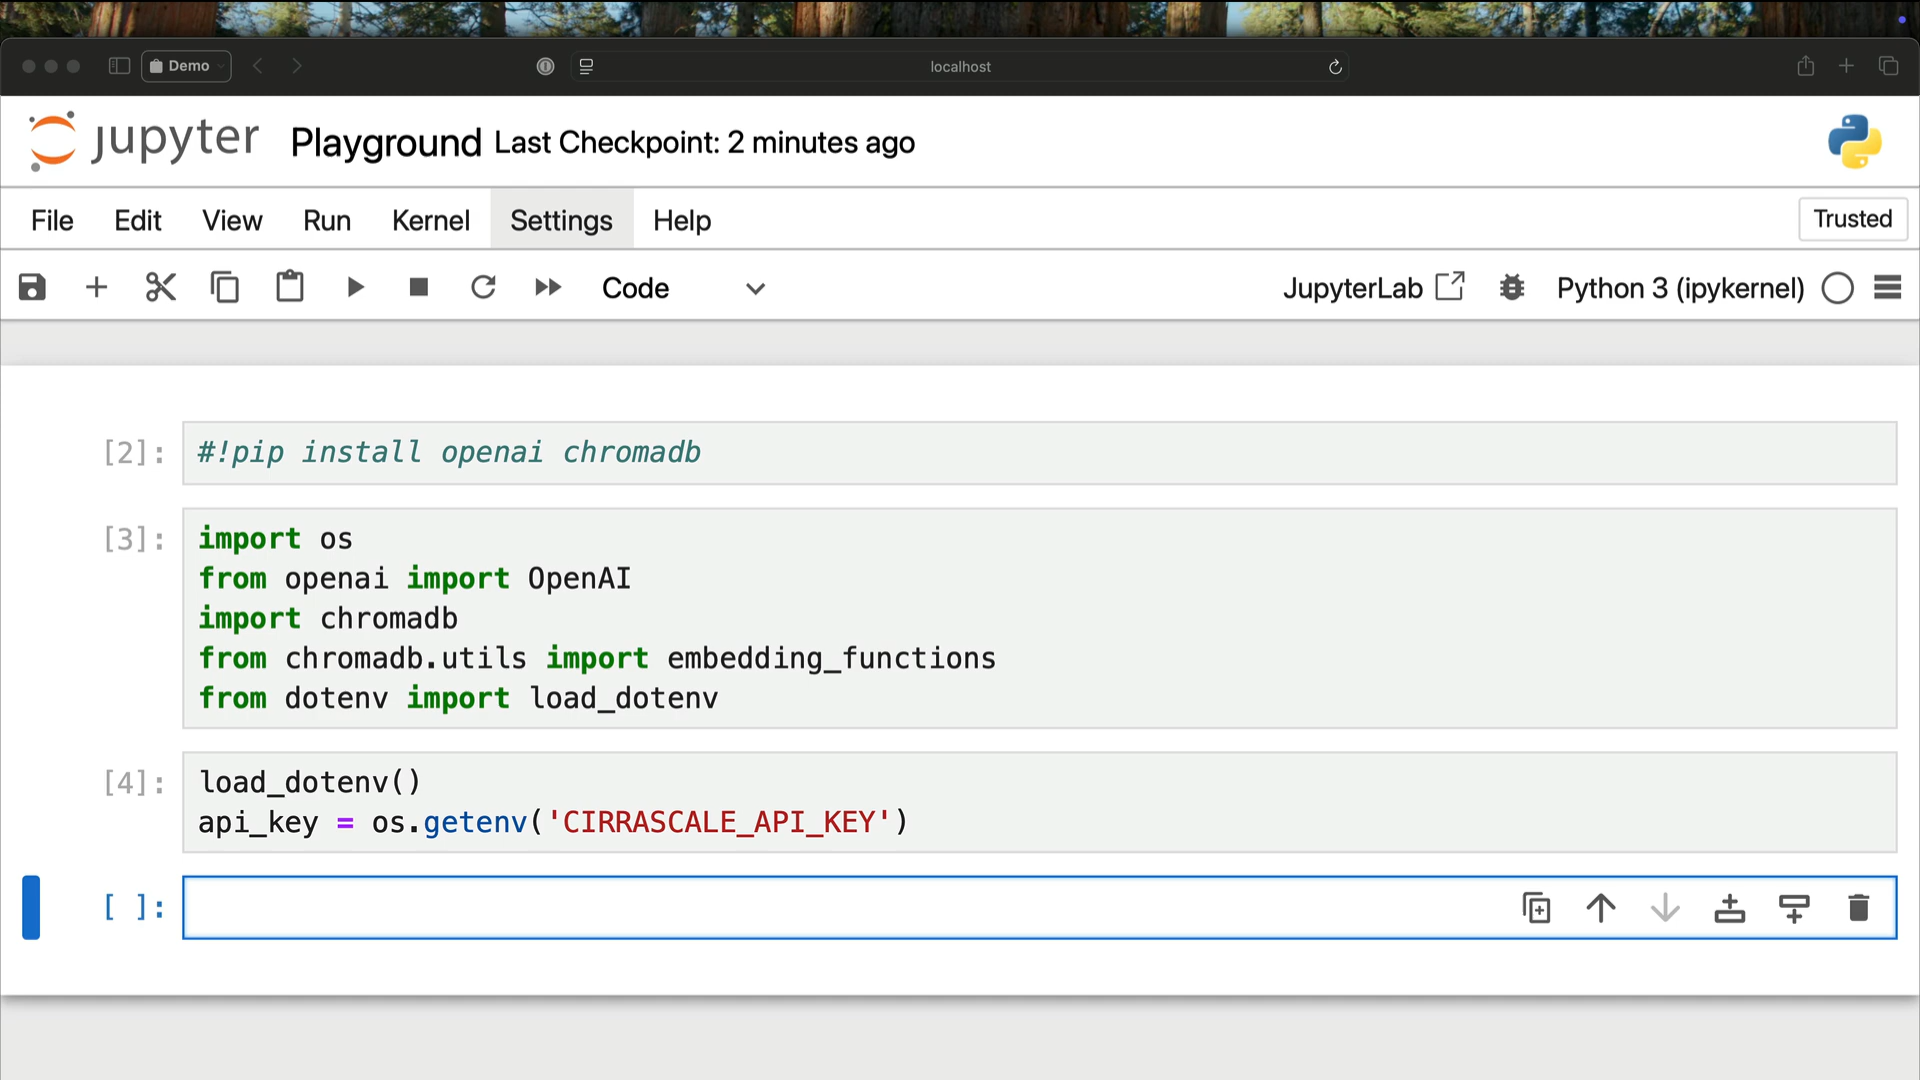 Demo
localhost
jupyter Playground Last Checkpoint: 2 minutes ago
File Edit View Run Kernel Settings Help
Trusted
Code
JupyterLab
Python 3 (ipykernel)
[2]: #!pip install openai chromadb
[3]: import os
from openai import OpenAI
import chromadb
from chromadb.utils import embedding_functions
from dotenv import load_dotenv
[4]: load_dotenv()
api_key = os.getenv('CIRRASCALE_API_KEY')
[ ]: